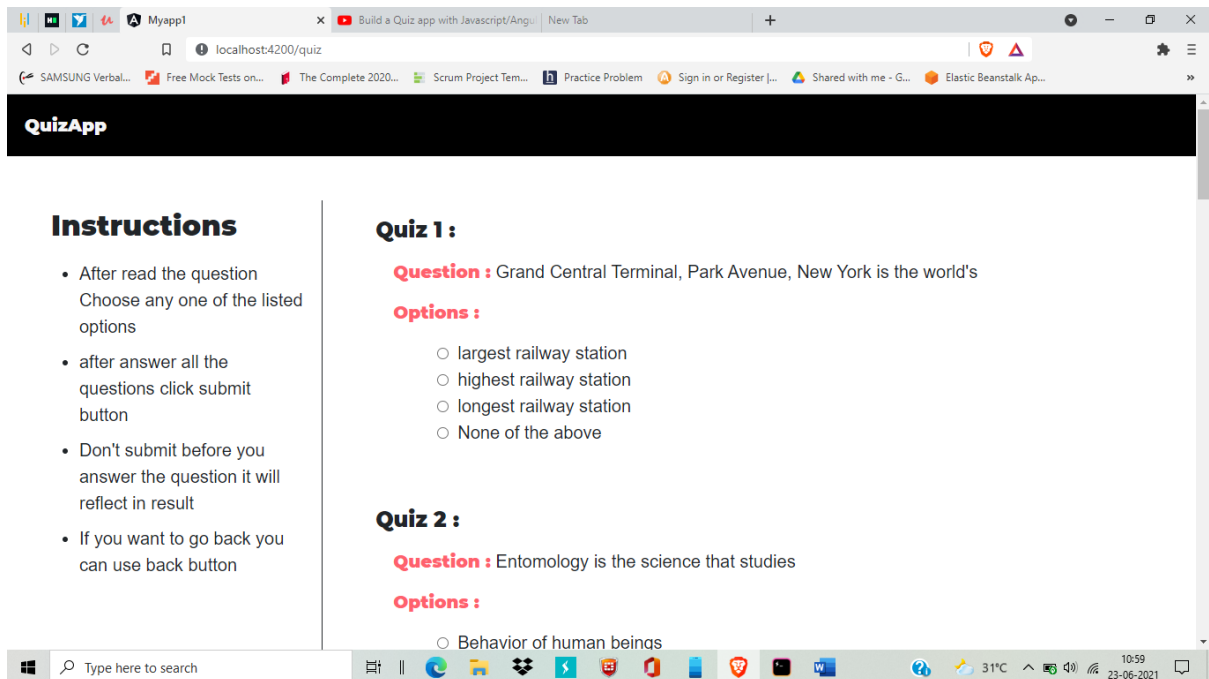 Myapp1
Build a Quiz app with Javascript/Angu
New Tab
localhost:4200/quiz
SAMSUNG Verbal...
Free Mock Tests on...
The Complete 2020...
Scrum Project Tem...
Practice Problem
Sign in or Register |...
Shared with me - G...
Elastic Beanstalk Ap...
QuizApp
Instructions
• After read the question
Choose any one of the listed
options
• after answer all the
questions click submit
button
• Don't submit before you
answer the question it will
reflect in result
• If you want to go back you
can use back button
Quiz 1 :
Question : Grand Central Terminal, Park Avenue, New York is the world's
Options :
largest railway station
highest railway station
longest railway station
None of the above
Quiz 2 :
Question : Entomology is the science that studies
Options :
Behavior of human beings
Type here to search
31°C
10:59
23-06-2021